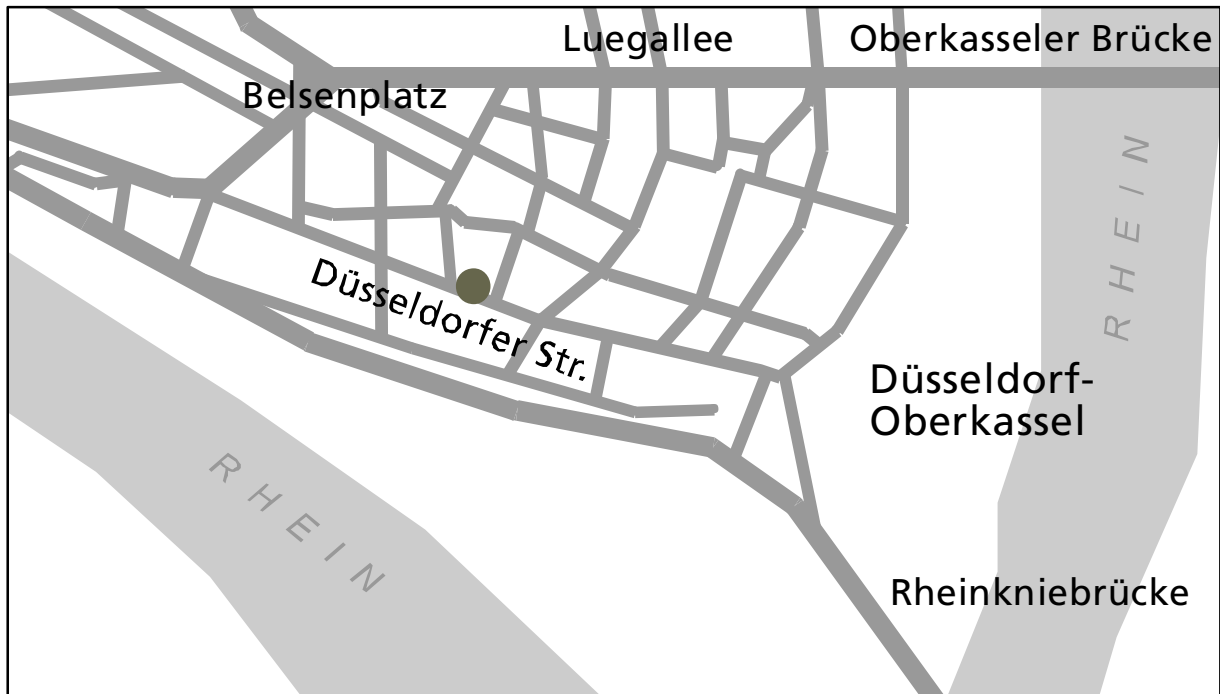 Luegallee
Oberkasseler Brücke
Belsenplatz
RHEIN
Düsseldorfer Str.
Düsseldorf-
Oberkassel
RHEIN
Rheinkniebrücke